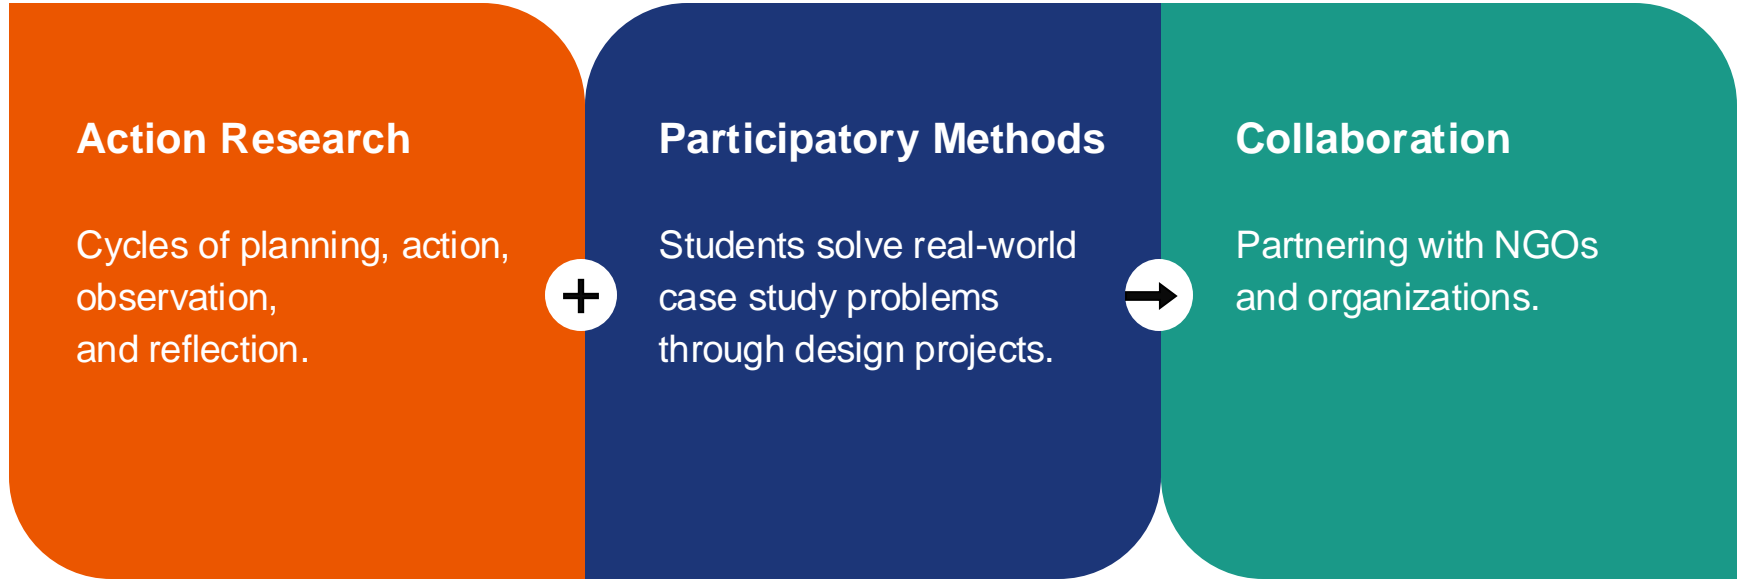 Action Research
Cycles of planning, action,
observation,
and reflection.
+
Participatory Methods
Students solve real-world
case study problems
through design projects.
Collaboration
Partnering with NGOs
and organizations.